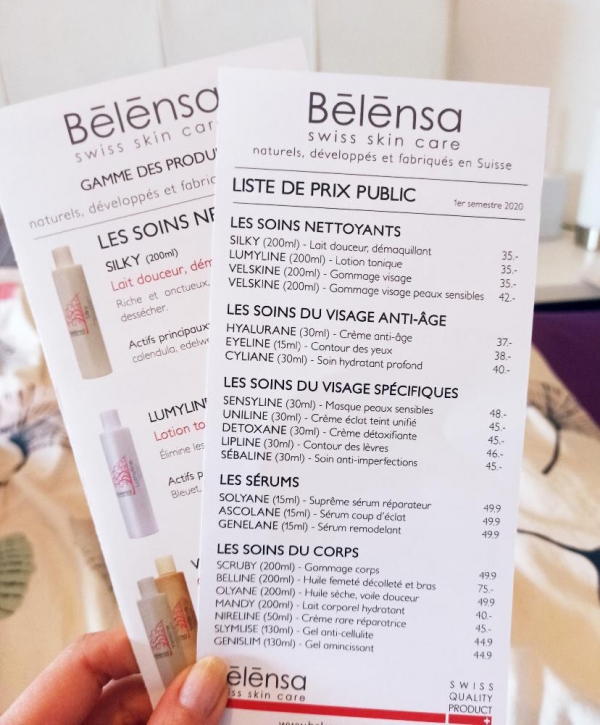 Bēlēnsa
swiss skin car
GAMME DES PRODU
naturels, développés et fabric
LES SOINS NE
SILKY (200ml)
Lait douceur, dém
Riche et onctueux,
dessécher.
Actifs principaux
calendula, edelw
LUMYLIN
Lotion to
Élimine les
Actifs p
Bleuet,
V
Bēlēnsa
swiss skin care
naturels, développés et fabriqués en Suisse
LISTE DE PRIX PUBLIC 1er semestre 2020
LES SOINS NETTOYANTS
SILKY (200ml) - Lait douceur, démaquillant 35.-
LUMYLINE (200ml) - Lotion tonique 35.-
VELSKINE (200ml) - Gommage visage 35.-
VELSKINE (200ml) - Gommage visage peaux sensibles 42.-
LES SOINS DU VISAGE ANTI-ÂGE
HYALURANE (30ml) - Crème anti-âge 37.-
EYELINE (15ml) - Contour des yeux 38.-
CYLIANE (30ml) - Soin hydratant profond 40.-
LES SOINS DU VISAGE SPÉCIFIQUES
SENSYLINE (30ml) - Masque peaux sensibles 48.-
UNILINE (30ml) - Crème éclat teint unifié 45.-
DETOXANE (30ml) - Crème détoxifiante 45.-
LIPLINE (30ml) - Contour des lèvres 46.-
SÉBALINE (30ml) - Soin anti-imperfections 45.-
LES SÉRUMS
SOLYANE (15ml) - Suprême sérum réparateur 49.9
ASCOLANE (15ml) - Sérum coup d'éclat 49.9
GENELANE (15ml) - Sérum remodelant 49.9
LES SOINS DU CORPS
SCRUBY (200ml) - Gommage corps 49.9
BELLINE (200ml) - Huile femeté décolleté et bras 75.-
OLYANE (200ml) - Huile sèche, voile douceur 49.9
MANDY (200ml) - Lait corporel hydratant 40.-
NIRELINE (50ml) - Crème rare réparatrice 45.-
SLYMLISE (130ml) - Gel anti-cellulite 44.9
GENISLIM (130ml) - Gel amincissant 44.9
ēlēnsa
iss skin care
SWISS
QUALITY
PRODUCT